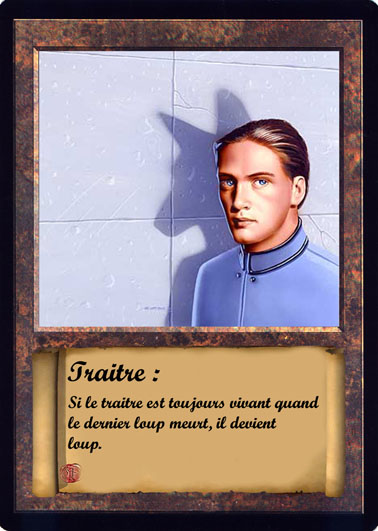 Traitre :
Si le traitre est toujours vivant quand
le dernier loup meurt, il devient
loup.